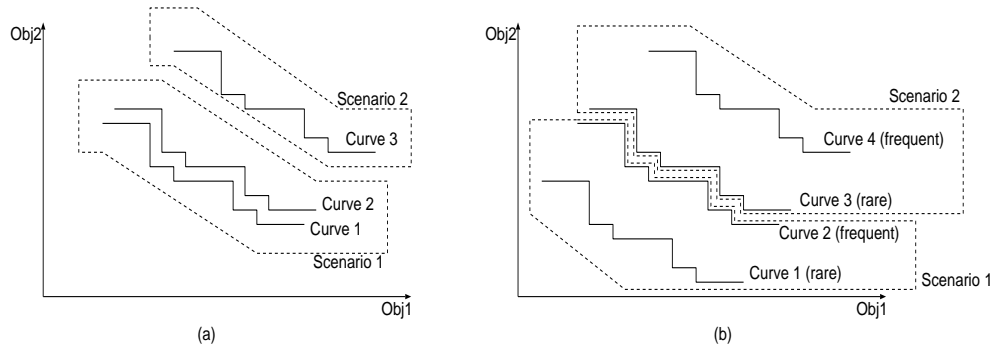 Obj2
Scenario 2
Curve 3
Curve 2
Curve 1
Scenario 1
Obj1
(a)
Obj2
Scenario 2
Curve 4 (frequent)
Curve 3 (rare)
Curve 2 (frequent)
Curve 1 (rare)
Scenario 1
Obj1
(b)